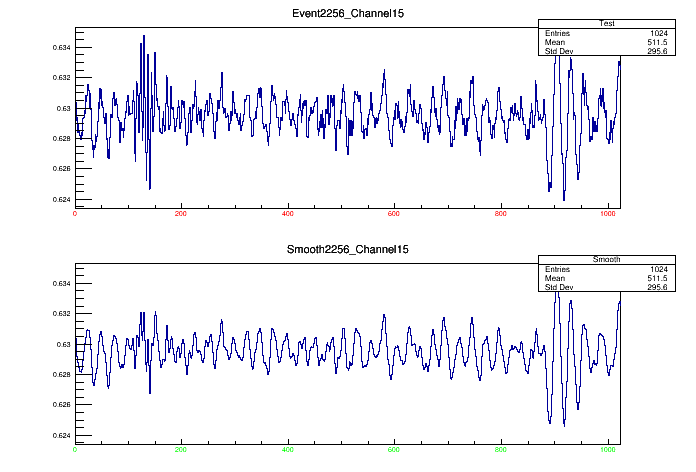 Event2256_Channel15
Test
Entries 1024
Mean 511.5
Std Dev 295.6
0.634
0.632
0.63
0.628
0.626
0.624
0 200 400 600 800 1000
Smooth2256_Channel15
Smooth
Entries 1024
Mean 511.5
Std Dev 295.6
0.634
0.632
0.63
0.628
0.626
0.624
0 200 400 600 800 1000